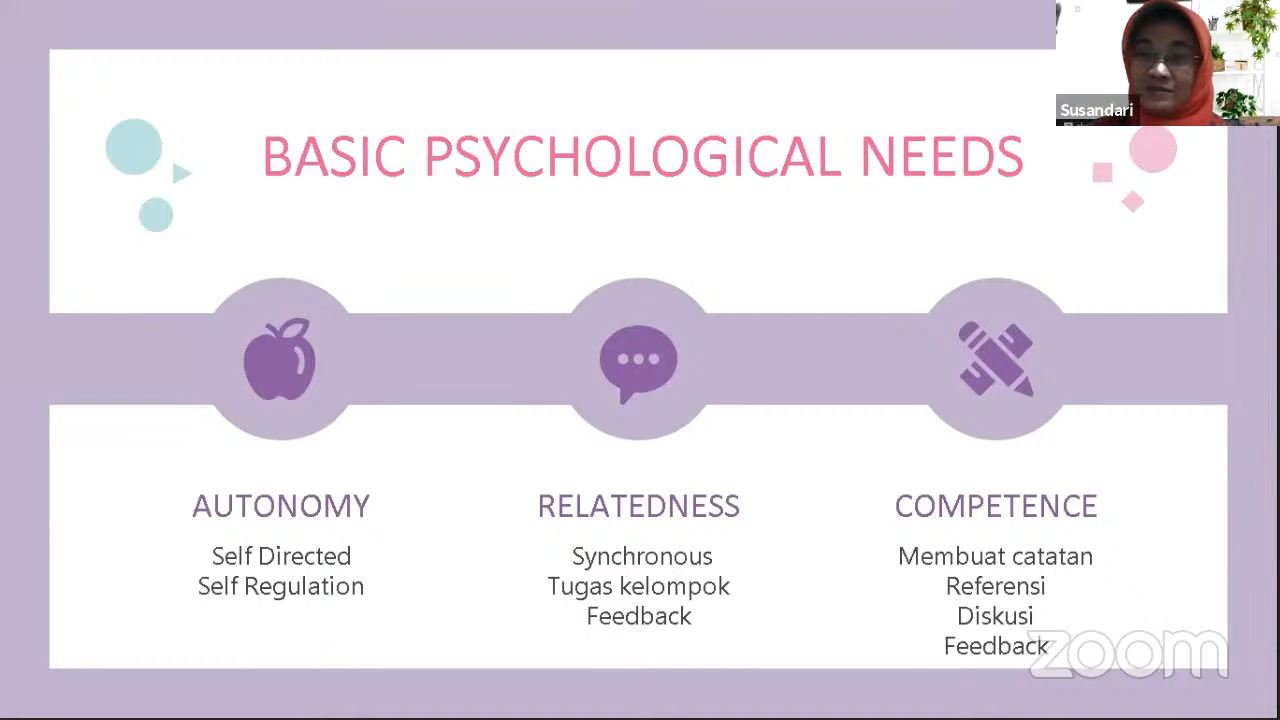 Susandari
BASIC PSYCHOLOGICAL NEEDS
AUTONOMY
Self Directed
Self Regulation
RELATEDNESS
Synchronous
Tugas kelompok
Feedback
COMPETENCE
Membuat catatan
Referensi
Diskusi
Feedback
zoom